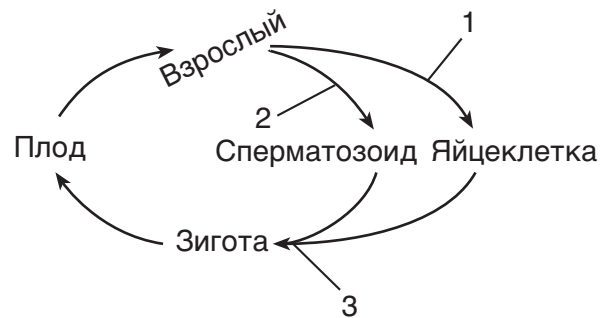 1
Взрослый
2
Плод
Сперматозоид Яйцеклетка
Зигота
3